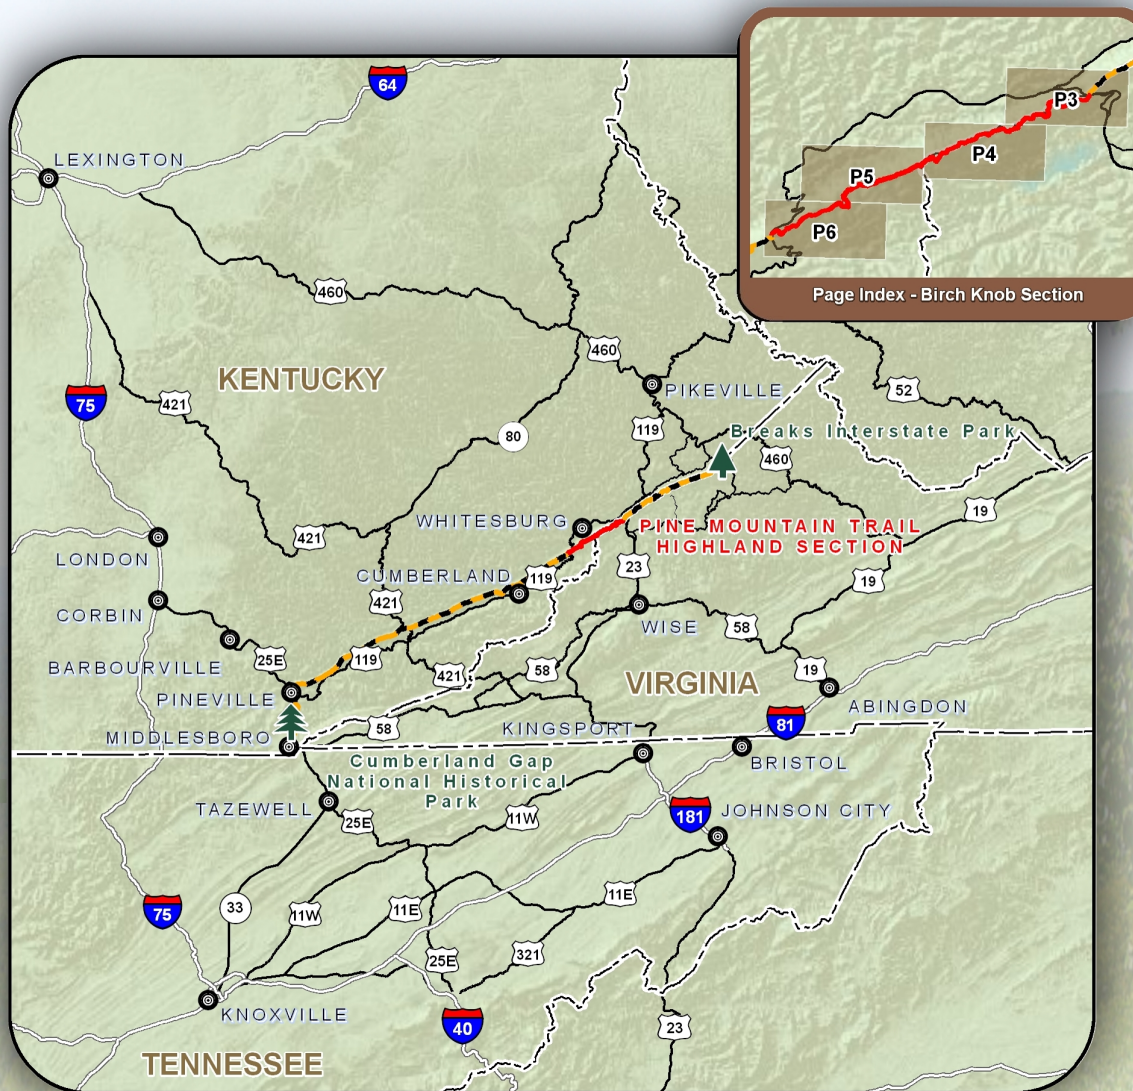 64
LEXINGTON
P3
P4
P5
P6
Page Index - Birch Knob Section
460
460
KENTUCKY
PIKEVILLE
52
75
421
119
Breaks Interstate Park
80
460
19
WHITESBURG
PINE MOUNTAIN TRAIL
HIGHLAND SECTION
421
LONDON
23
CUMBERLAND
119
19
421
CORBIN
WISE
58
BARBOURVILLE
25E
119
421
58
19
VIRGINIA
PINEVILLE
ABINGDON
58
KINGSPORT
81
MIDDLESBORO
BRISTOL
Cumberland Gap
National Historical
Park
TAZEWELL
25E
11W
181
JOHNSON CITY
75
33
11W
11E
11E
25E
321
KNOXVILLE
40
23
TENNESSEE